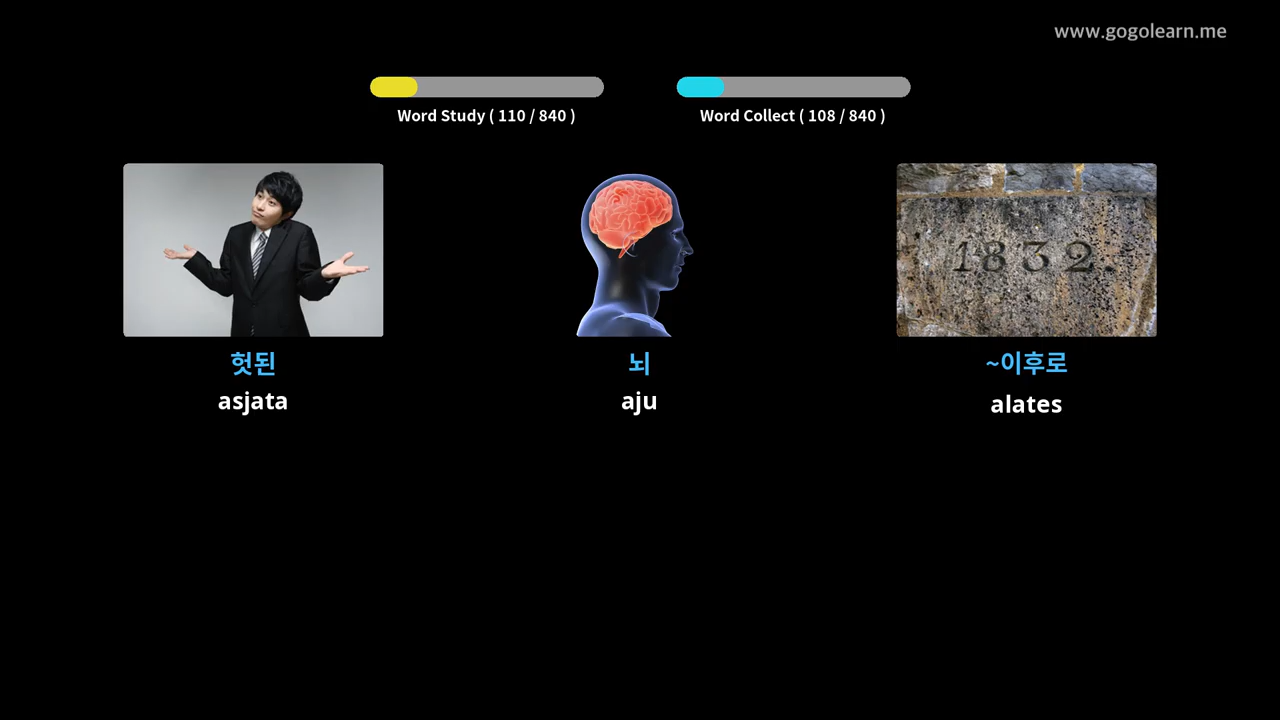 www.gogolearn.me
Word Study ( 110 / 840 )
Word Collect ( 108 / 840 )
1832.
헛된
asjata
뇌
aju
~이후로
alates